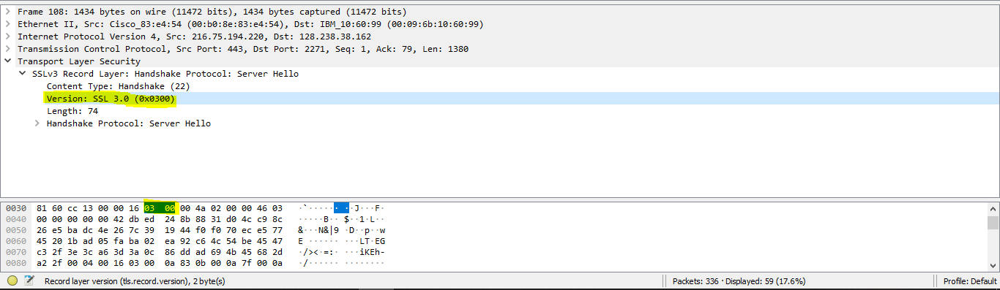 Frame 108: 1434 bytes on wire (11472 bits), 1434 bytes captured (11472 bits)
Ethernet II, Src: Cisco_83:e4:54 (00:b0:8e:83:e4:54), Dst: IBM_10:60:99 (00:09:6b:10:60:99)
Internet Protocol Version 4, Src: 216.75.194.220, Dst: 128.238.38.162
Transmission Control Protocol, Src Port: 443, Dst Port: 2271, Seq: 1, Ack: 79, Len: 1380
Transport Layer Security
SSLv3 Record Layer: Handshake Protocol: Server Hello
Content Type: Handshake (22)
Version: SSL 3.0 (0x0300)
Length: 74
Handshake Protocol: Server Hello
0030 81 60 cc 13 00 00 16 03 00 00 4a 02 00 00 46 03 ·`······ ··J···F·
0040 00 00 00 00 00 42 db ed 24 8b 88 31 d0 4c c9 8c ·····B·· $··1·L··
0050 26 e5 ba dc 4e 26 7c 39 19 44 f0 f0 70 ec e5 77 &···N&|9 ·D··p··w
0060 45 20 1b ad 05 fa ba 02 ea 92 c6 4c 54 be 45 47 E ······ ···LT·EG
0070 c3 2f 3e 3c a6 3d 3a 0c 86 dd ad 69 4b 45 68 2d ·/><·=:· ···iKEh-
0080 a2 2f 00 04 00 16 03 00 0a 83 0b 00 0a 7f 00 0a ·/······ ········
Record layer version (tls.record.version), 2 byte(s)
Packets: 336 · Displayed: 59 (17.6%)
Profile: Default